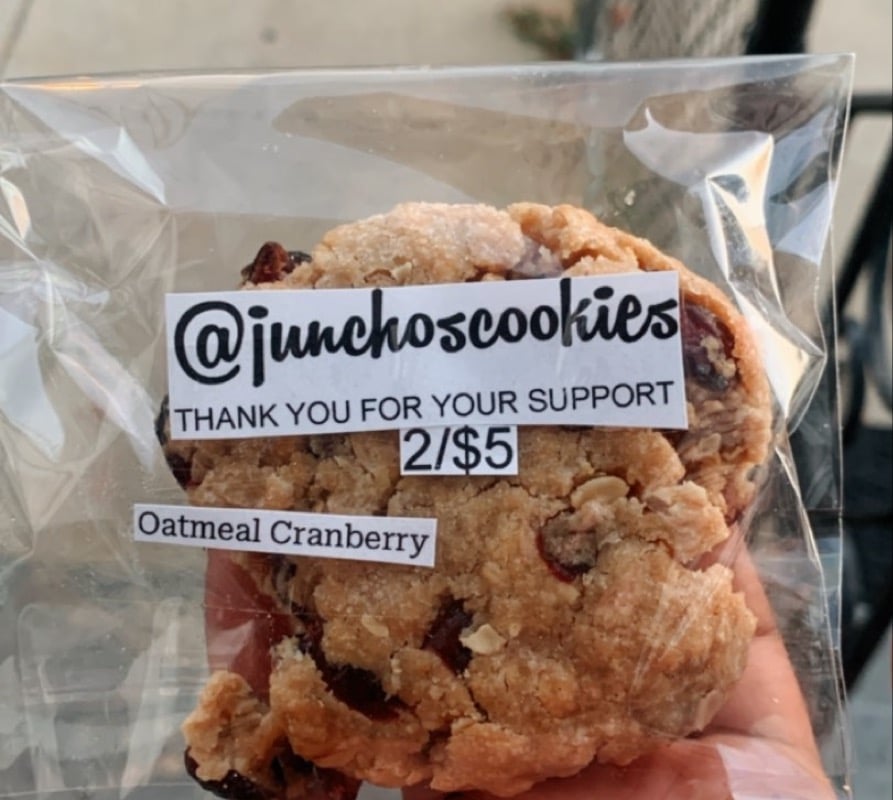 @junchoscookies
THANK YOU FOR YOUR SUPPORT
2/$5
Oatmeal Cranberry